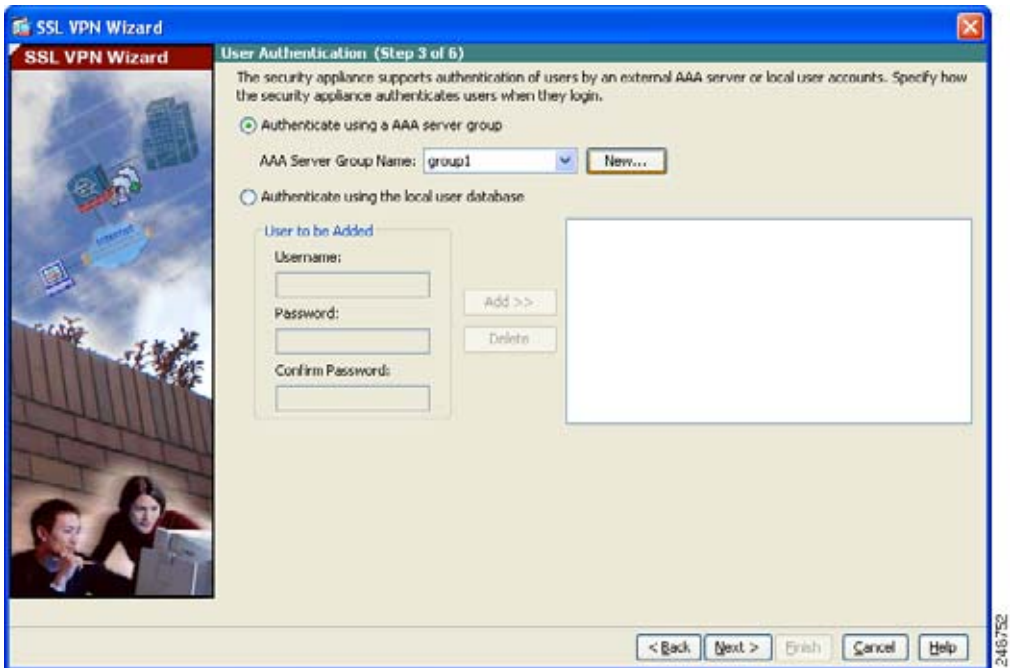 SSL VPN Wizard
SSL VPN Wizard
User Authentication (Step 3 of 6)
The security appliance supports authentication of users by an external AAA server or local user accounts. Specify how
the security appliance authenticates users when they login.
Authenticate using a AAA server group
AAA Server Group Name: group1 New...
Authenticate using the local user database
User to be Added
Username:
Add >>
Password:
Delete
Confirm Password:
Internet
< Back Next > Finish Cancel Help
248752